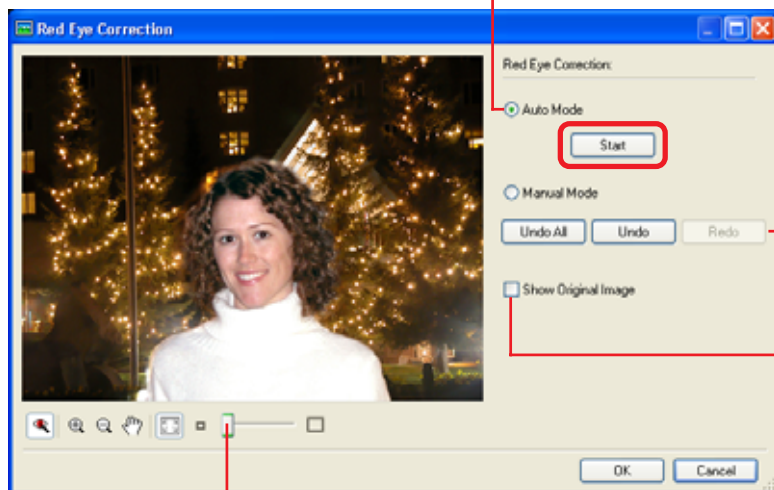 Red Eye Correction
Red Eye Correction:
Auto Mode
Start
Manual Mode
Undo All Undo Redo
Show Original Image
OK Cancel